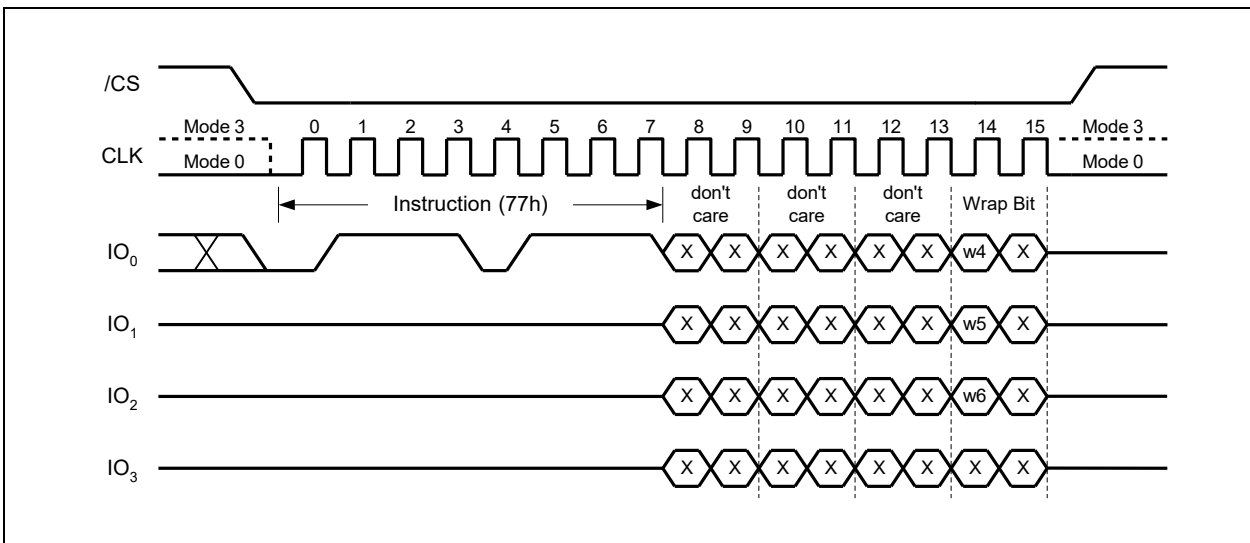 /CS
Mode 3 0 1 2 3 4 5 6 7 8 9 10 11 12 13 14 15 Mode 3
CLK
Mode 0 Mode 0
Instruction (77h) don't care don't care don't care Wrap Bit
IO0 X X X X X X w4 X
IO1 X X X X X X w5 X
IO2 X X X X X X w6 X
IO3 X X X X X X X X